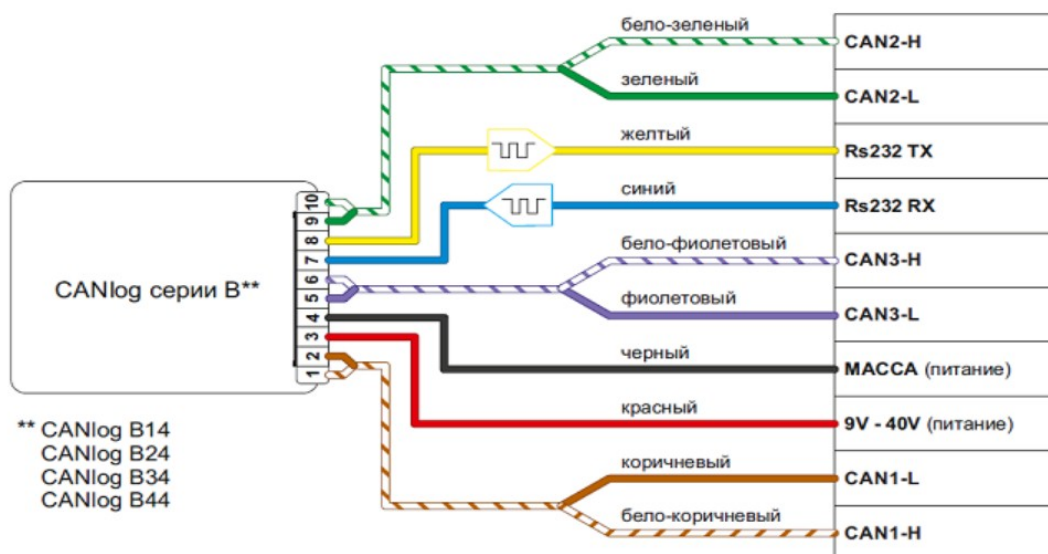 бело-зеленый
CAN2-H
зеленый
CAN2-L
желтый
Rs232 TX
синий
Rs232 RX
бело-фиолетовый
CAN3-H
фиолетовый
CAN3-L
черный
МАССА (питание)
красный
9V - 40V (питание)
коричневый
CAN1-L
бело-коричневый
CAN1-H
10
9
8
7
6
5
4
3
2
1
CANlog серии B**
** CANlog B14
CANlog B24
CANlog B34
CANlog B44